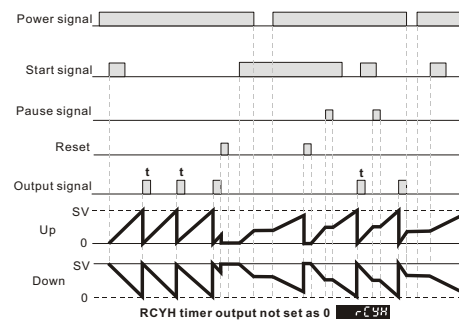 Power signal
Start signal
Pause signal
Reset
t t t
Output signal
SV
Up
0
SV
Down
0
RCYH timer output not set as 0 rCYH